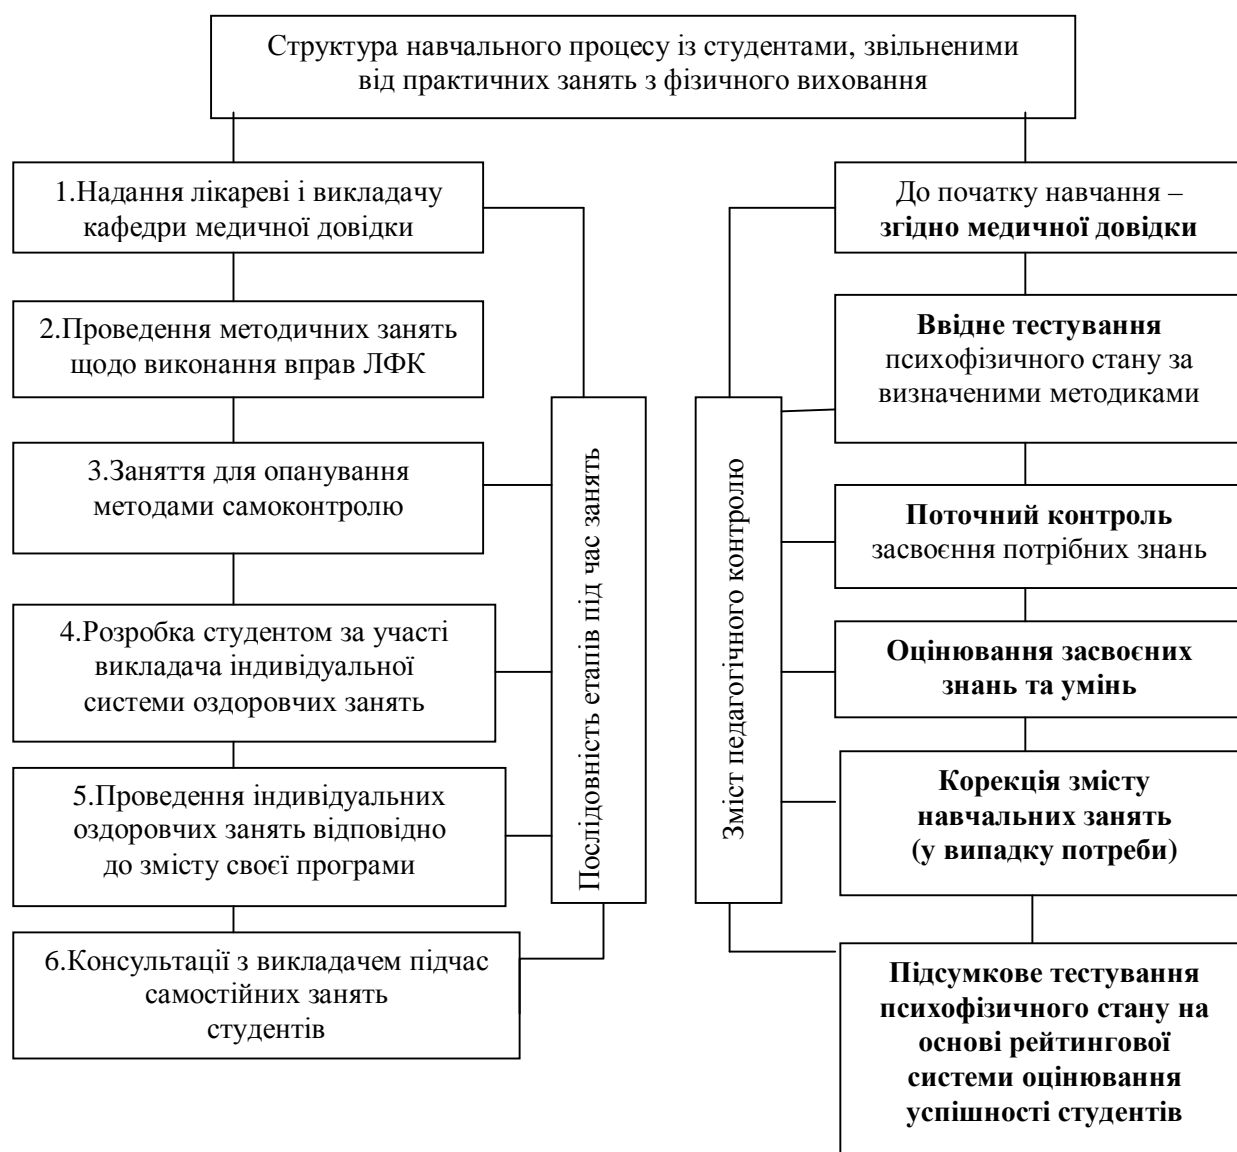 Структура навчального процесу із студентами, звільненими
від практичних занять з фізичного виховання
1.Надання лікареві і викладачу
кафедри медичної довідки
2.Проведення методичних занять
щодо виконання вправ ЛФК
3.Заняття для опанування
методами самоконтролю
4.Розробка студентом за участі
викладача індивідуальної
системи оздоровчих занять
5.Проведення індивідуальних
оздоровчих занять відповідно
до змісту своєї програми
6.Консультації з викладачем підчас
самостійних занять
студентів
Послідовність етапів під час занять
Зміст педагогічного контролю
До початку навчання –
згідно медичної довідки
Ввідне тестування
психофізичного стану за
визначеними методиками
Поточний контроль
засвоєння потрібних знань
Оцінювання засвоєних
знань та умінь
Корекція змісту
навчальних занять
(у випадку потреби)
Підсумкове тестування
психофізичного стану на
основі рейтингової
системи оцінювання
успішності студентів